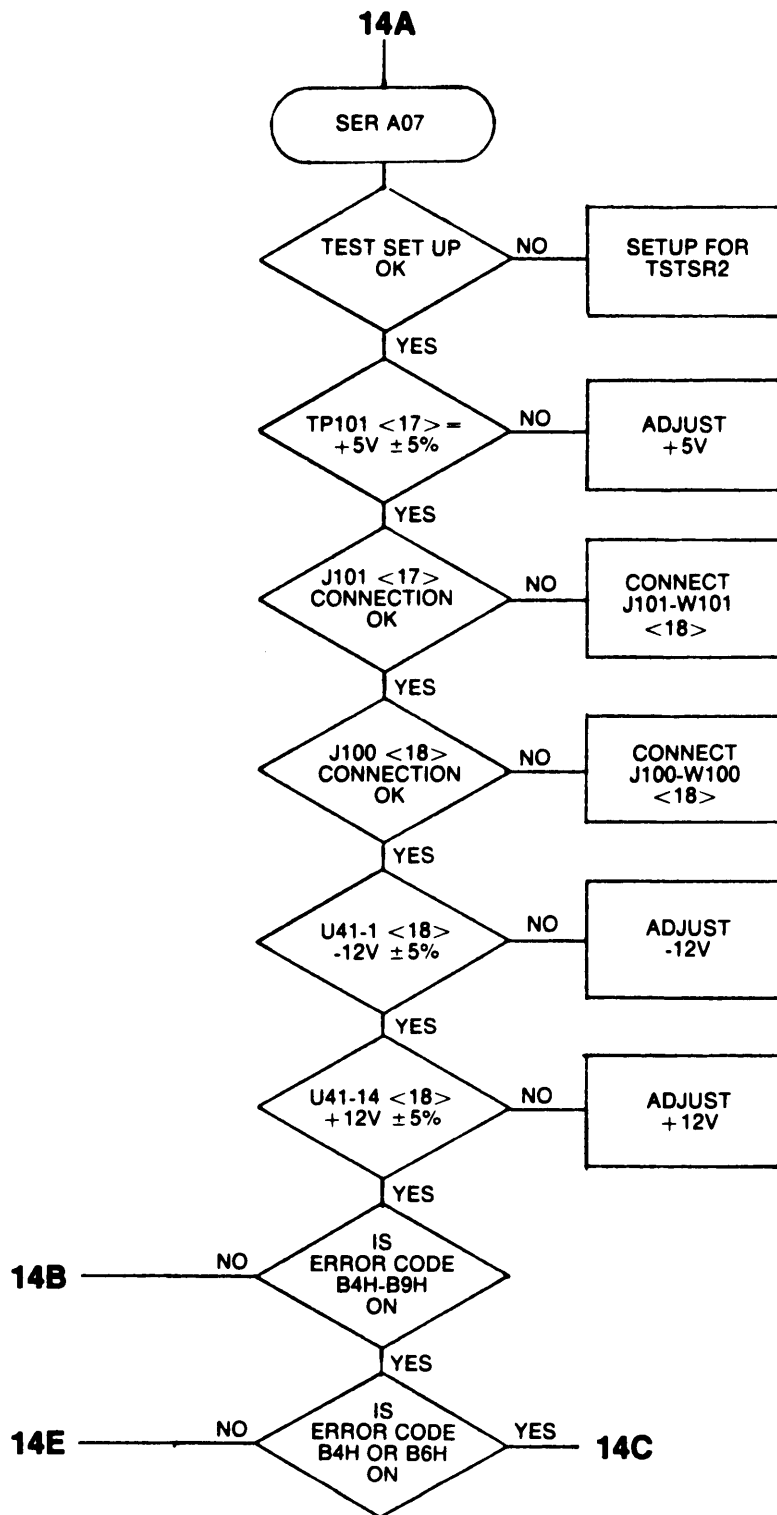 14A
SER A07
TEST SET UP
OK
NO
SETUP FOR
TSTSR2
YES
TP101 <17> =
+5V ±5%
NO
ADJUST
+5V
YES
J101 <17>
CONNECTION
OK
NO
CONNECT
J101-W101
<18>
YES
J100 <18>
CONNECTION
OK
NO
CONNECT
J100-W100
<18>
YES
U41-1 <18>
-12V ±5%
NO
ADJUST
-12V
YES
U41-14 <18>
+12V ±5%
NO
ADJUST
+12V
YES
IS
ERROR CODE
B4H-B9H
ON
NO
14B
YES
IS
ERROR CODE
B4H OR B6H
ON
NO
14E
YES
14C